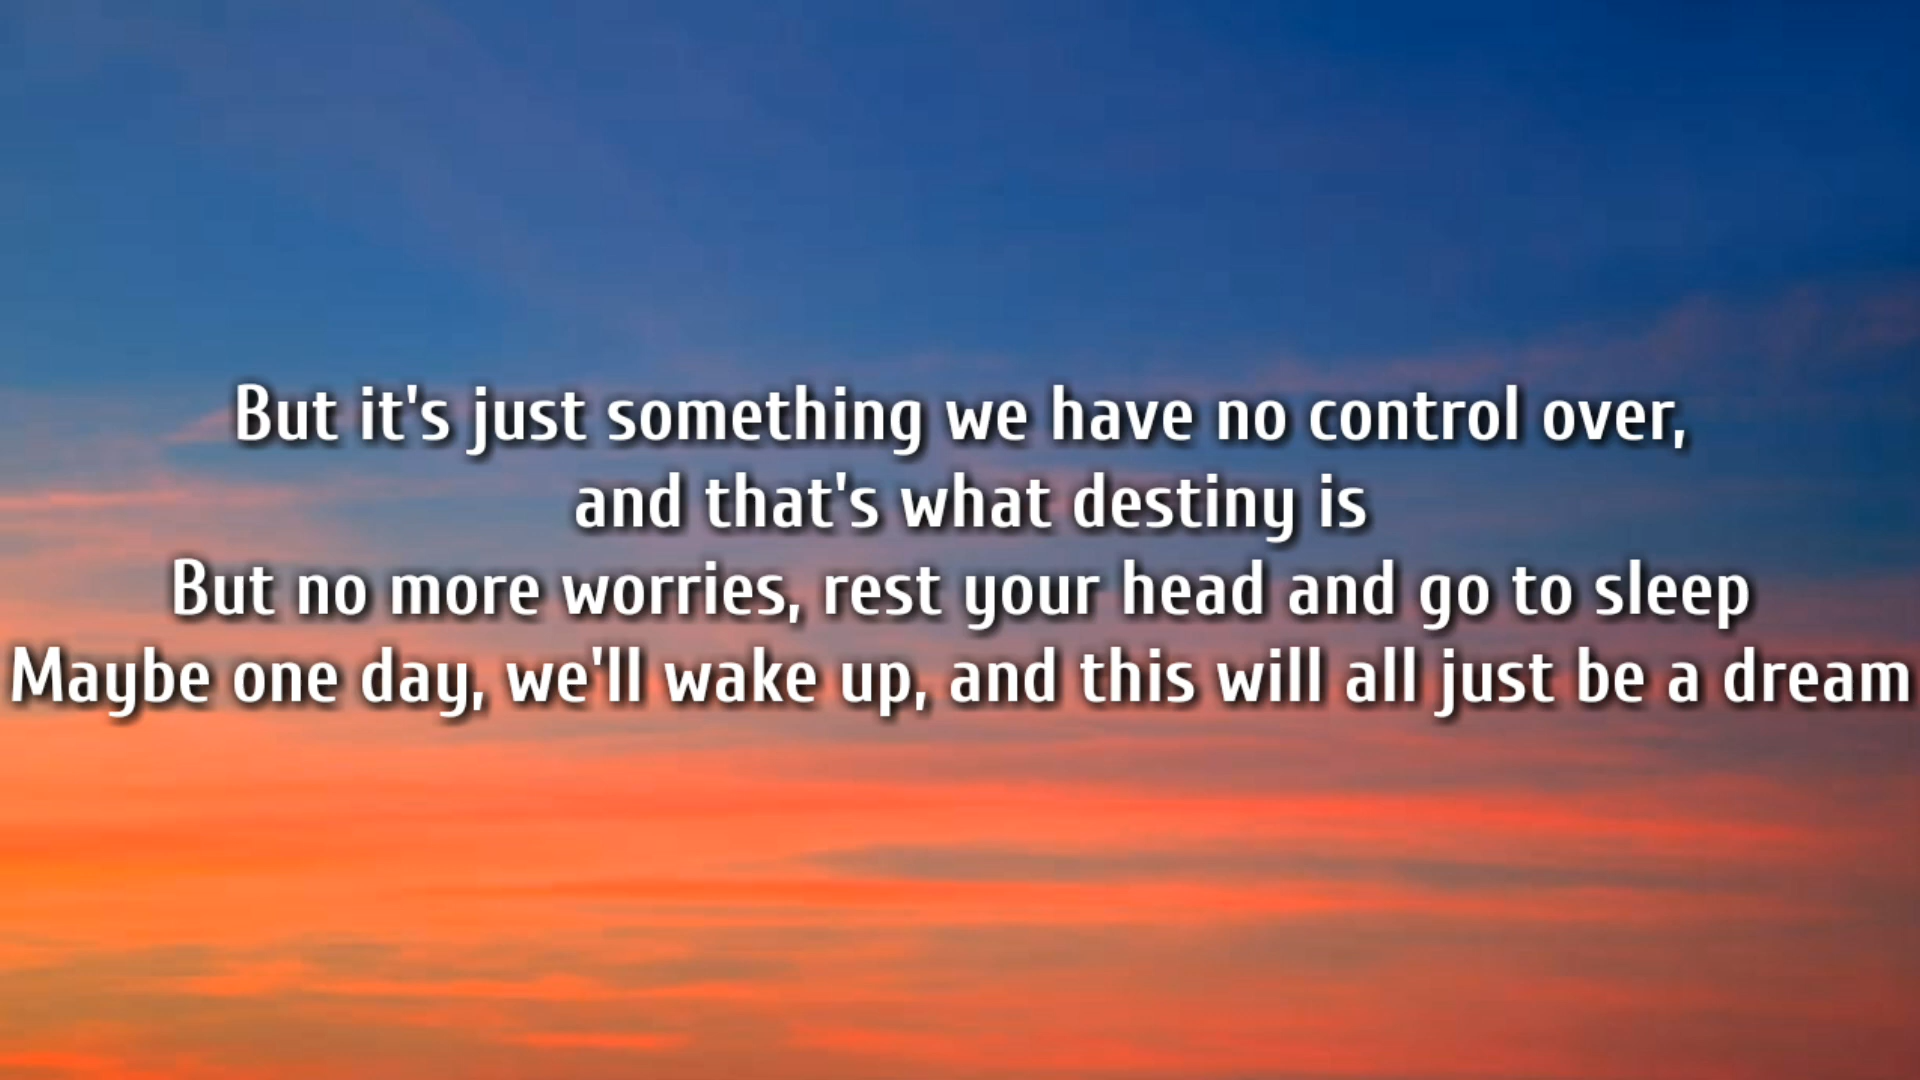 But it's just something we have no control over,
and that's what destiny is
But no more worries, rest your head and go to sleep
Maybe one day, we'll wake up, and this will all just be a dream